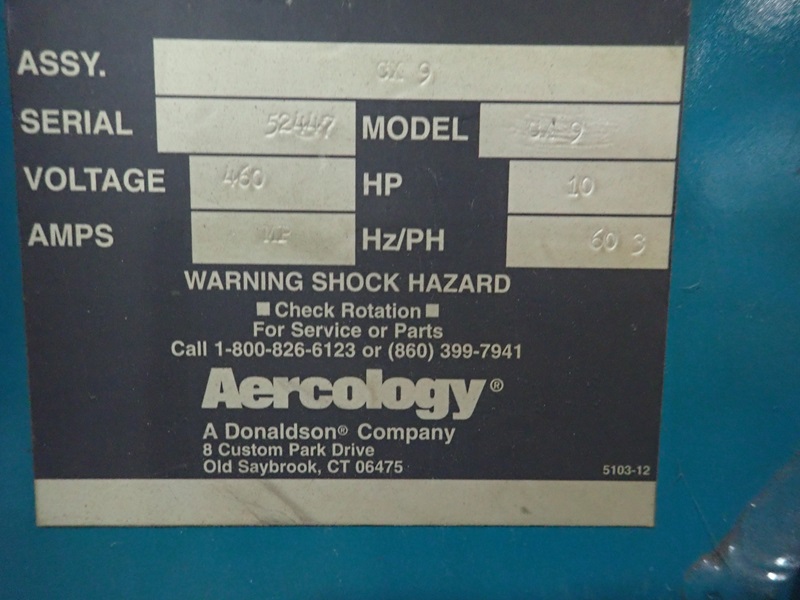 ASSY. CX 9
SERIAL 52447 MODEL 9
VOLTAGE 460 HP 10
AMPS Hz/PH 60 3
WARNING SHOCK HAZARD
■ Check Rotation ■
For Service or Parts
Call 1-800-826-6123 or (860) 399-7941
Aercology®
A Donaldson® Company
8 Custom Park Drive
Old Saybrook, CT 06475
5103-12